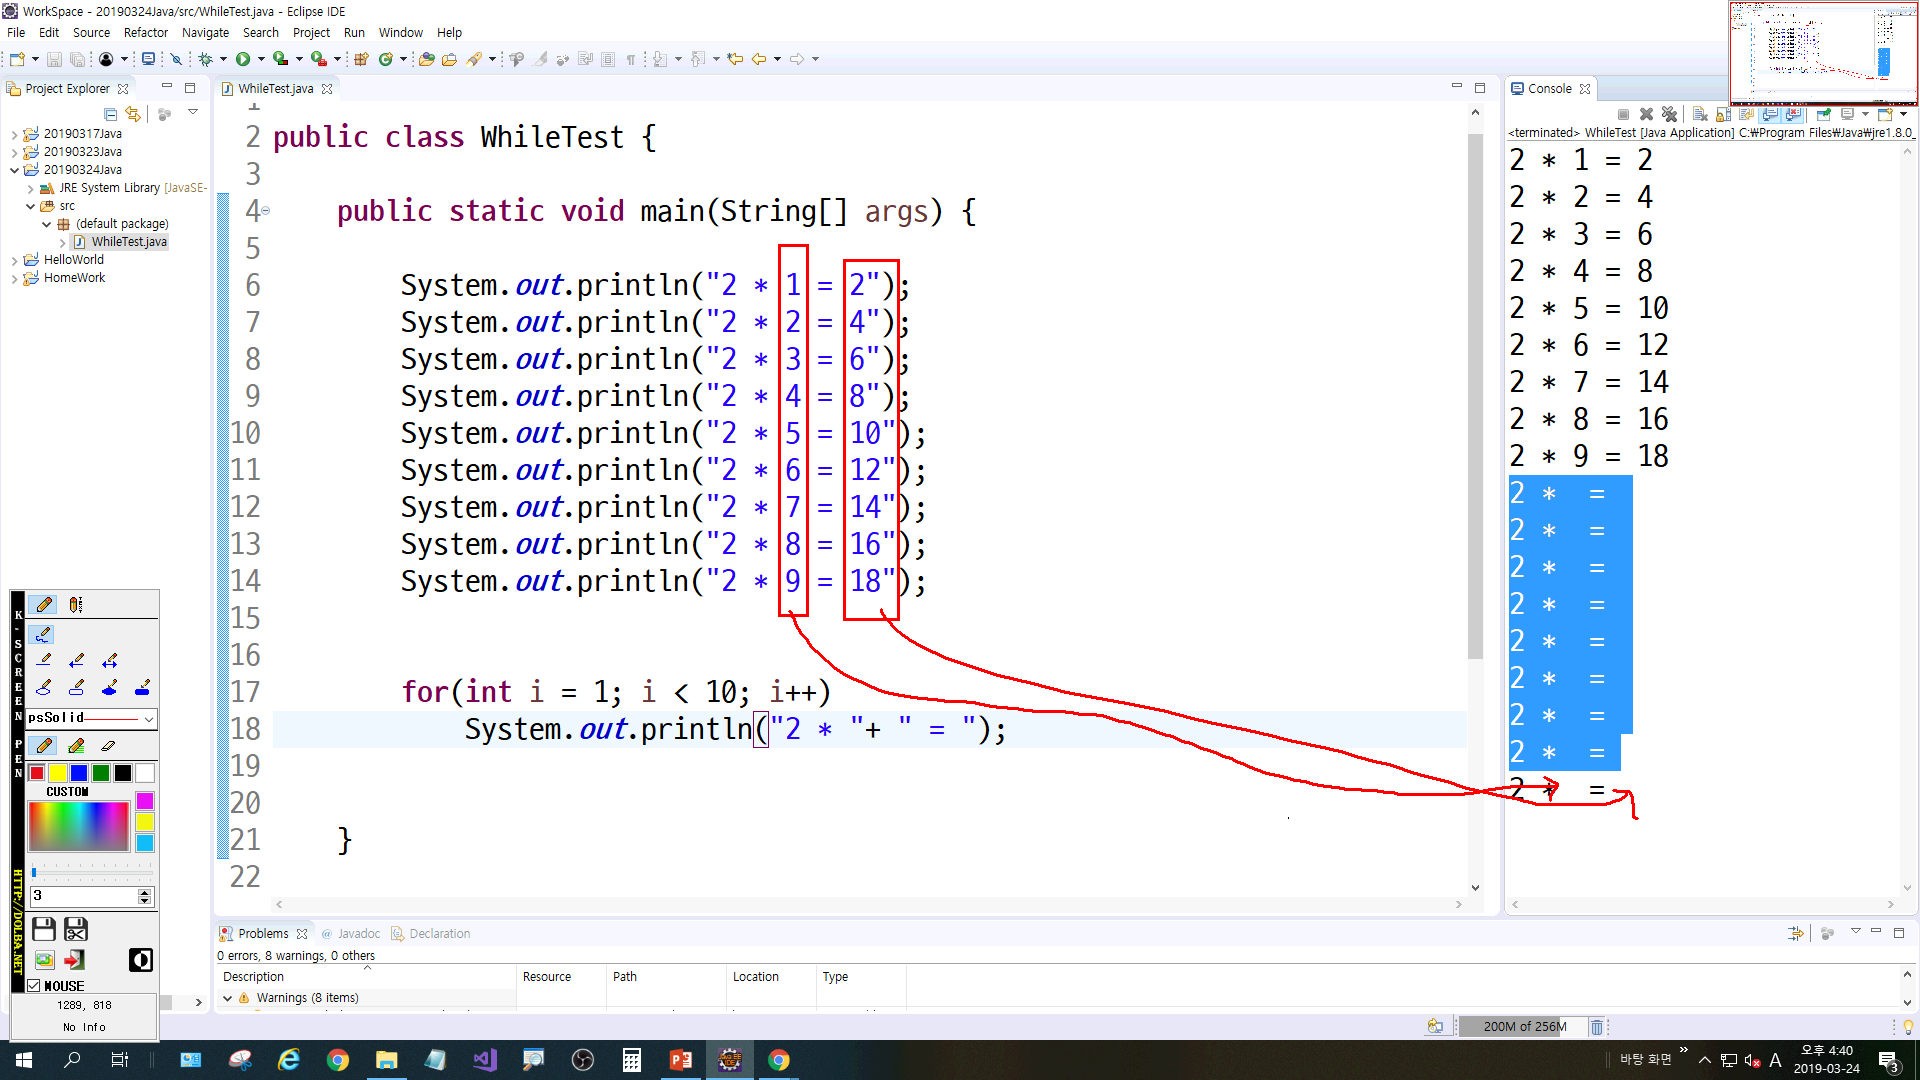 WorkSpace - 20190324Java/src/WhileTest.java - Eclipse IDE
File Edit Source Refactor Navigate Search Project Run Window Help
Project Explorer
20190317Java
20190323Java
20190324Java
JRE System Library [JavaSE-
src
(default package)
WhileTest.java
HelloWorld
HomeWork
WhileTest.java
1
2 public class WhileTest {
3
4 public static void main(String[] args) {
5
6 System.out.println("2 * 1 = 2");
7 System.out.println("2 * 2 = 4");
8 System.out.println("2 * 3 = 6");
9 System.out.println("2 * 4 = 8");
10 System.out.println("2 * 5 = 10");
11 System.out.println("2 * 6 = 12");
12 System.out.println("2 * 7 = 14");
13 System.out.println("2 * 8 = 16");
14 System.out.println("2 * 9 = 18");
15
16
17 for(int i = 1; i < 10; i++)
18 System.out.println("2 * "+ " = ");
19
20
21 }
22
Console
<terminated> WhileTest [Java Application] C:₩Program Files₩Java₩jre1.8.0_
2 * 1 = 2
2 * 2 = 4
2 * 3 = 6
2 * 4 = 8
2 * 5 = 10
2 * 6 = 12
2 * 7 = 14
2 * 8 = 16
2 * 9 = 18
2 *  =
2 *  =
2 *  =
2 *  =
2 *  =
2 *  =
2 *  =
2 *  =
2 *  =
K-SCREEN PEN
HTTP://DOLBA.NET
psSolid
CUSTOM
3
MOUSE
1289, 818
No Info
Problems @ Javadoc Declaration
0 errors, 8 warnings, 0 others
Description Resource Path Location Type
Warnings (8 items)
200M of 256M
바탕 화면 » A 오후 4:40
2019-03-24
3